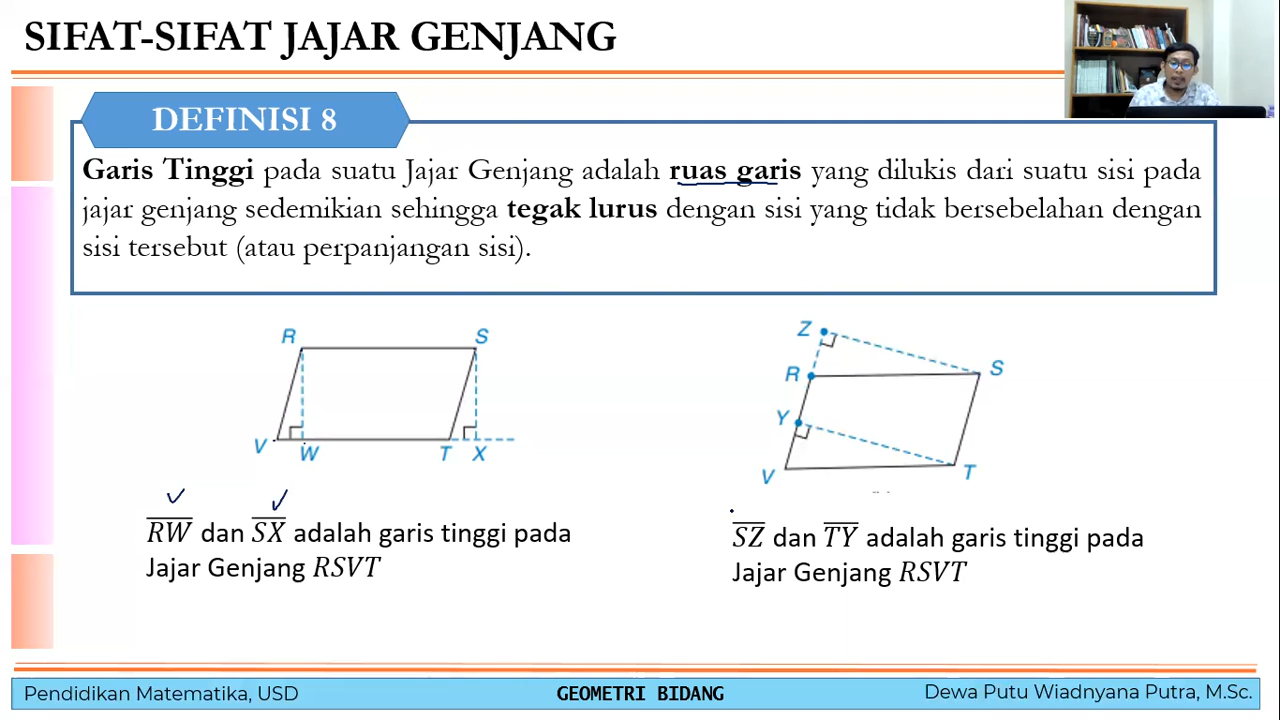 SIFAT-SIFAT JAJAR GENJANG
DEFINISI 8
Garis Tinggi pada suatu Jajar Genjang adalah ruas garis yang dilukis dari suatu sisi pada
jajar genjang sedemikian sehingga tegak lurus dengan sisi yang tidak bersebelahan dengan
sisi tersebut (atau perpanjangan sisi).
R S
V W T X
Z
R S
Y
V T
RW dan SX adalah garis tinggi pada
Jajar Genjang RSVT
SZ dan TY adalah garis tinggi pada
Jajar Genjang RSVT
Pendidikan Matematika, USD GEOMETRI BIDANG Dewa Putu Wiadnyana Putra, M.Sc.